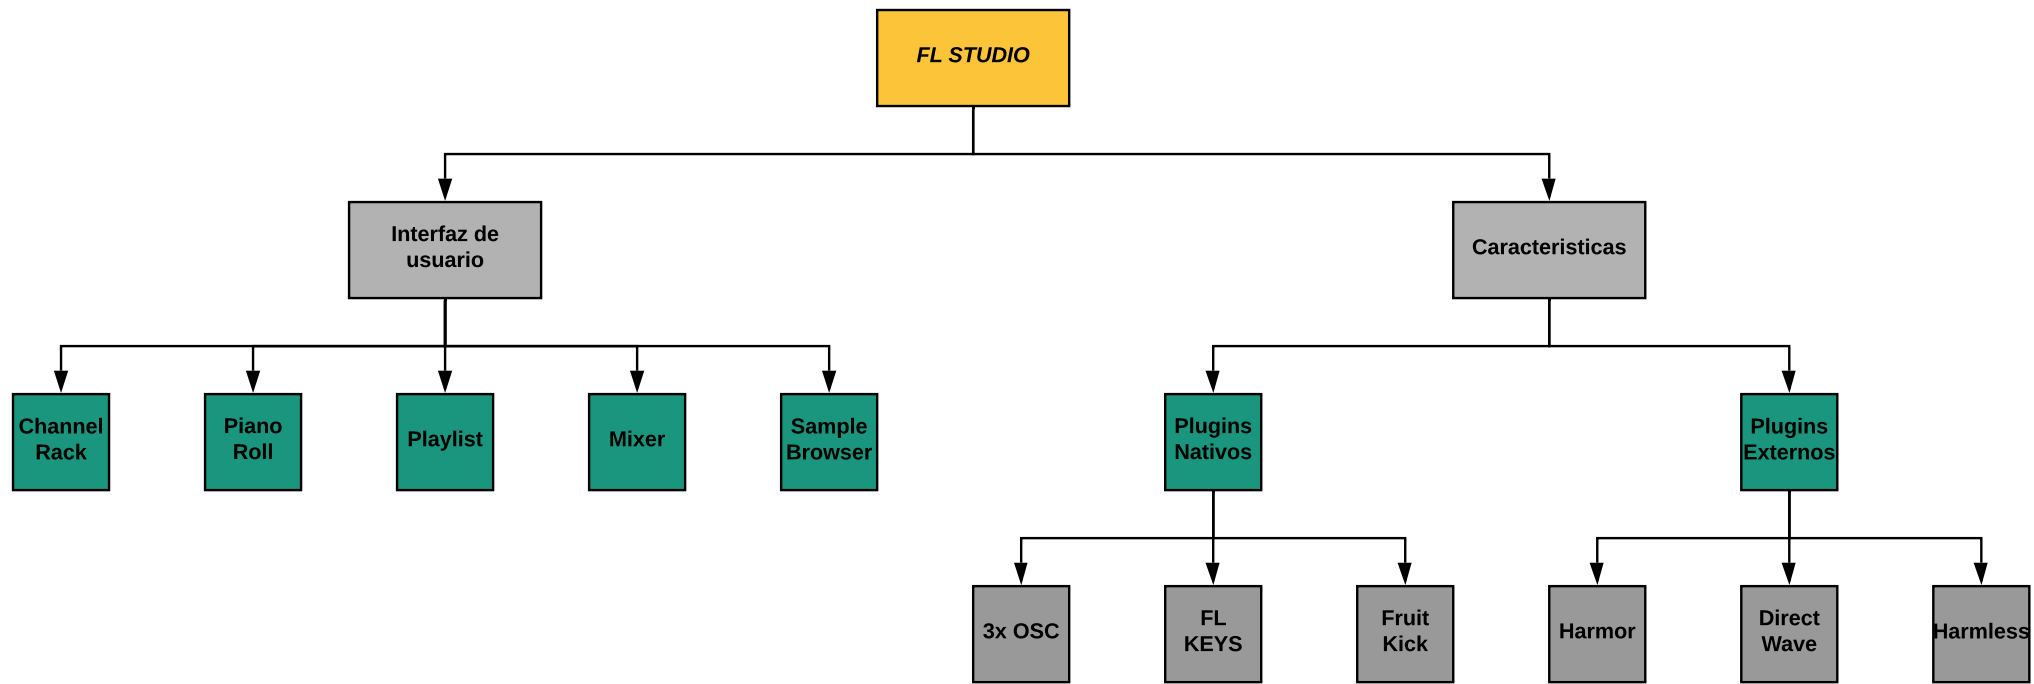 FL STUDIO
Interfaz de
usuario
Caracteristicas
Channel
Rack
Piano
Roll
Playlist
Mixer
Sample
Browser
Plugins
Nativos
Plugins
Externos
3x OSC
FL
KEYS
Fruit
Kick
Harmor
Direct
Wave
Harmless